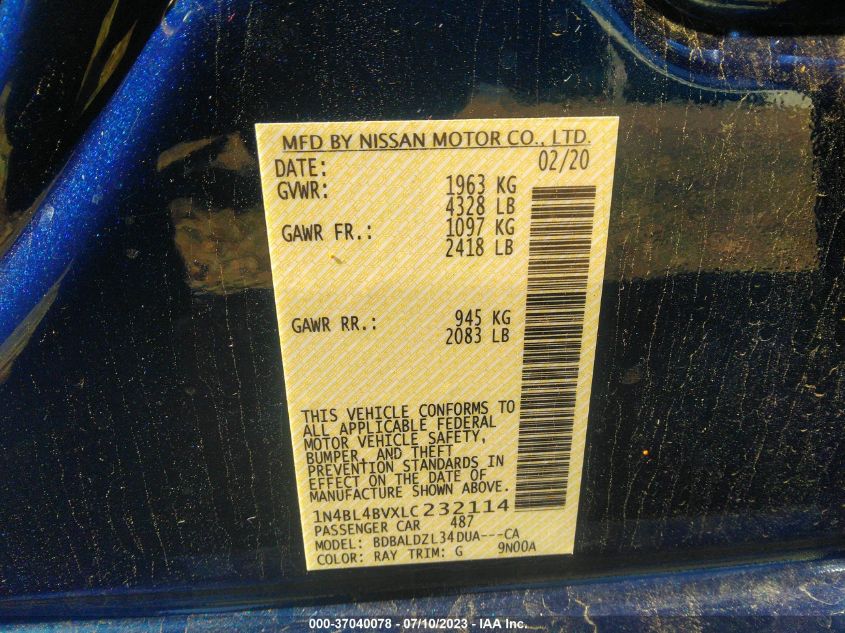 MFD BY NISSAN MOTOR CO., LTD.
DATE: 02/20
GVWR: 1963 KG
4328 LB
GAWR FR.: 1097 KG
2418 LB
GAWR RR.: 945 KG
2083 LB
THIS VEHICLE CONFORMS TO
ALL APPLICABLE FEDERAL
MOTOR VEHICLE SAFETY,
BUMPER, AND THEFT
PREVENTION STANDARDS IN
EFFECT ON THE DATE OF
MANUFACTURE SHOWN ABOVE.
1N4BL4BVXLC232114
PASSENGER CAR 487
MODEL: BDBALDZL34DUA---CA
COLOR: RAY TRIM: G 9N00A
000-37040078 - 07/10/2023 - IAA Inc.